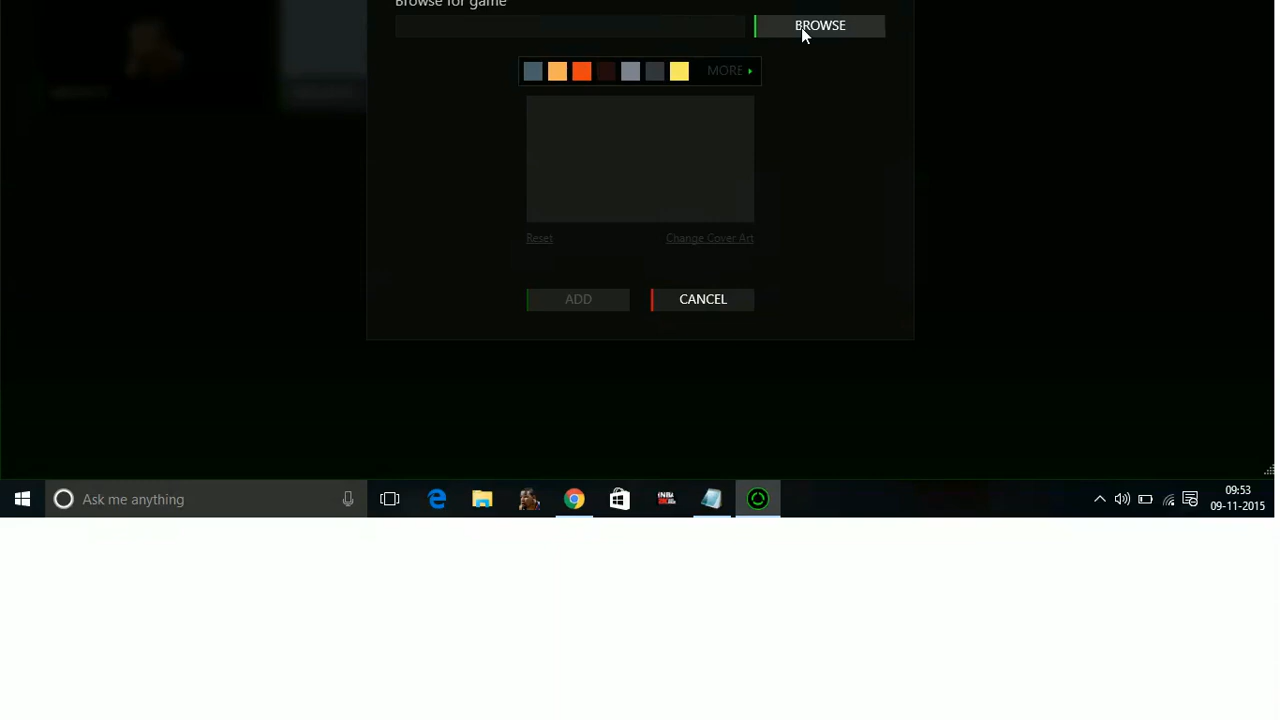 Browse for game
BROWSE
MORE
Reset
Change Cover Art
ADD
CANCEL
Ask me anything
09:53
09-11-2015